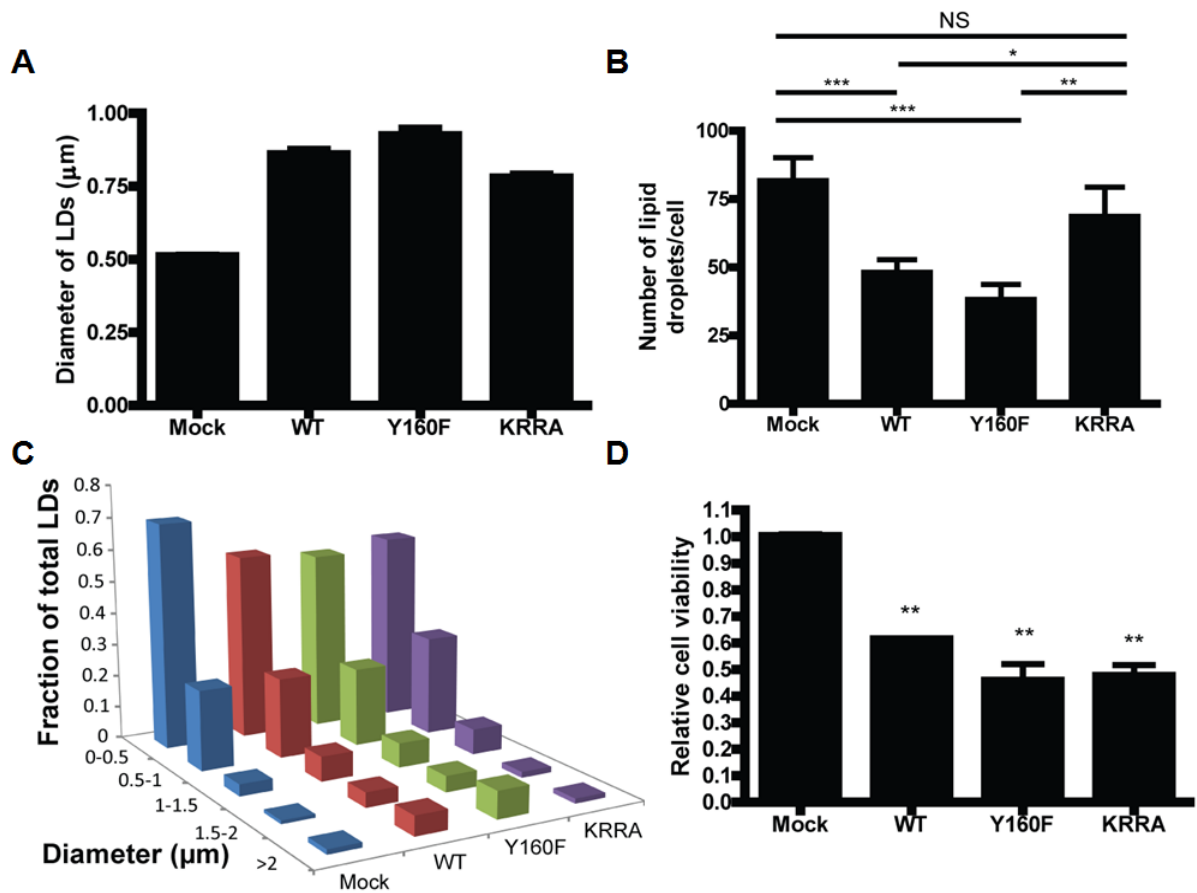 A
Diameter of LDs (µm)
1.00
0.75
0.50
0.25
0.00
Mock WT Y160F KRRA
B
NS
*
*** **
***
Number of lipid
droplets/cell
100
75
50
25
0
Mock WT Y160F KRRA
C
Fraction of total LDs
0.8
0.7
0.6
0.5
0.4
0.3
0.2
0.1
0
0-0.5
0.5-1
1-1.5
1.5-2
>2
Diameter (µm)
Mock
WT
Y160F
KRRA
D
Relative cell viability
1.1
1.0
0.9
0.8
0.7
0.6
0.5
0.4
0.3
0.2
0.1
0.0
** ** **
Mock WT Y160F KRRA